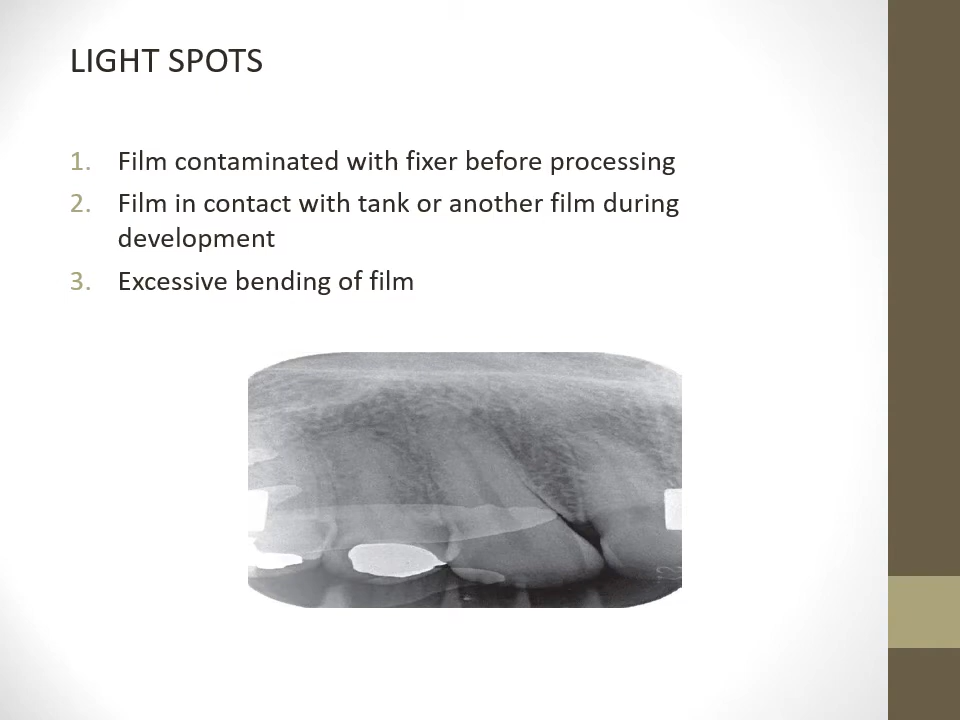 LIGHT SPOTS
1. Film contaminated with fixer before processing
2. Film in contact with tank or another film during
development
3. Excessive bending of film